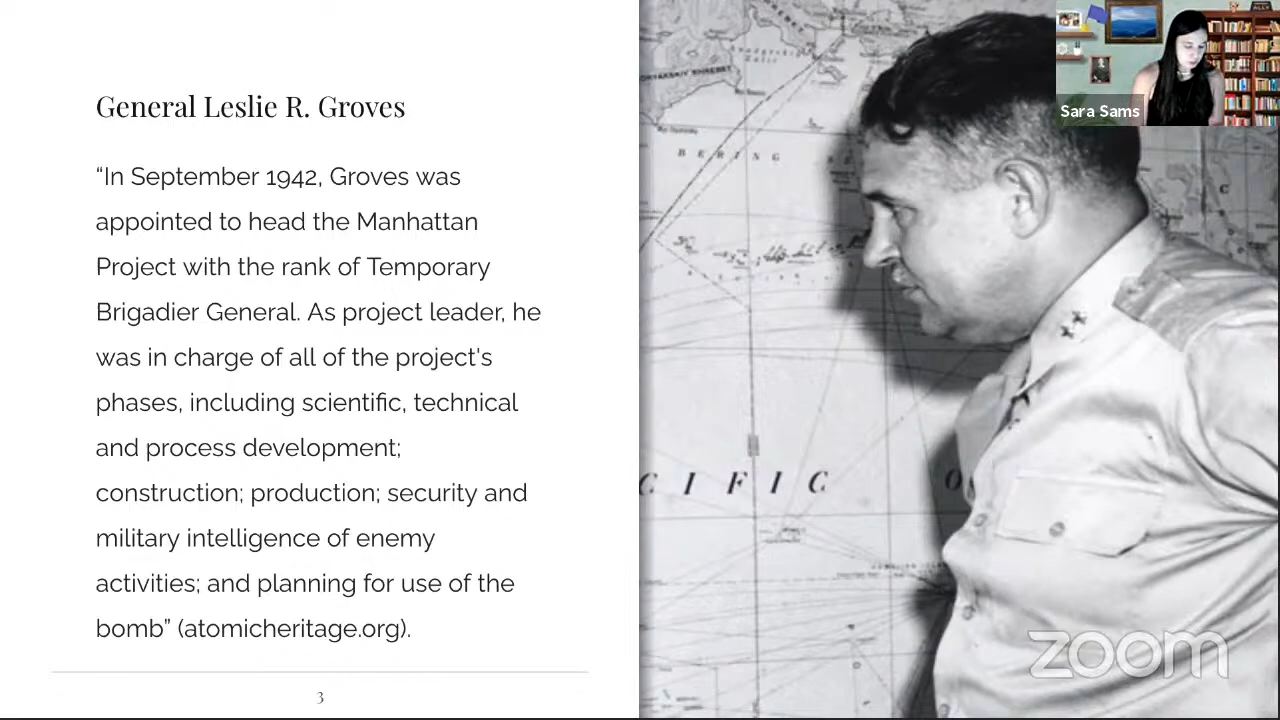 General Leslie R. Groves
“In September 1942, Groves was
appointed to head the Manhattan
Project with the rank of Temporary
Brigadier General. As project leader, he
was in charge of all of the project's
phases, including scientific, technical
and process development;
construction; production; security and
military intelligence of enemy
activities; and planning for use of the
bomb” (atomicheritage.org).
3
BERING
CIFIC
Sara Sams
zoom